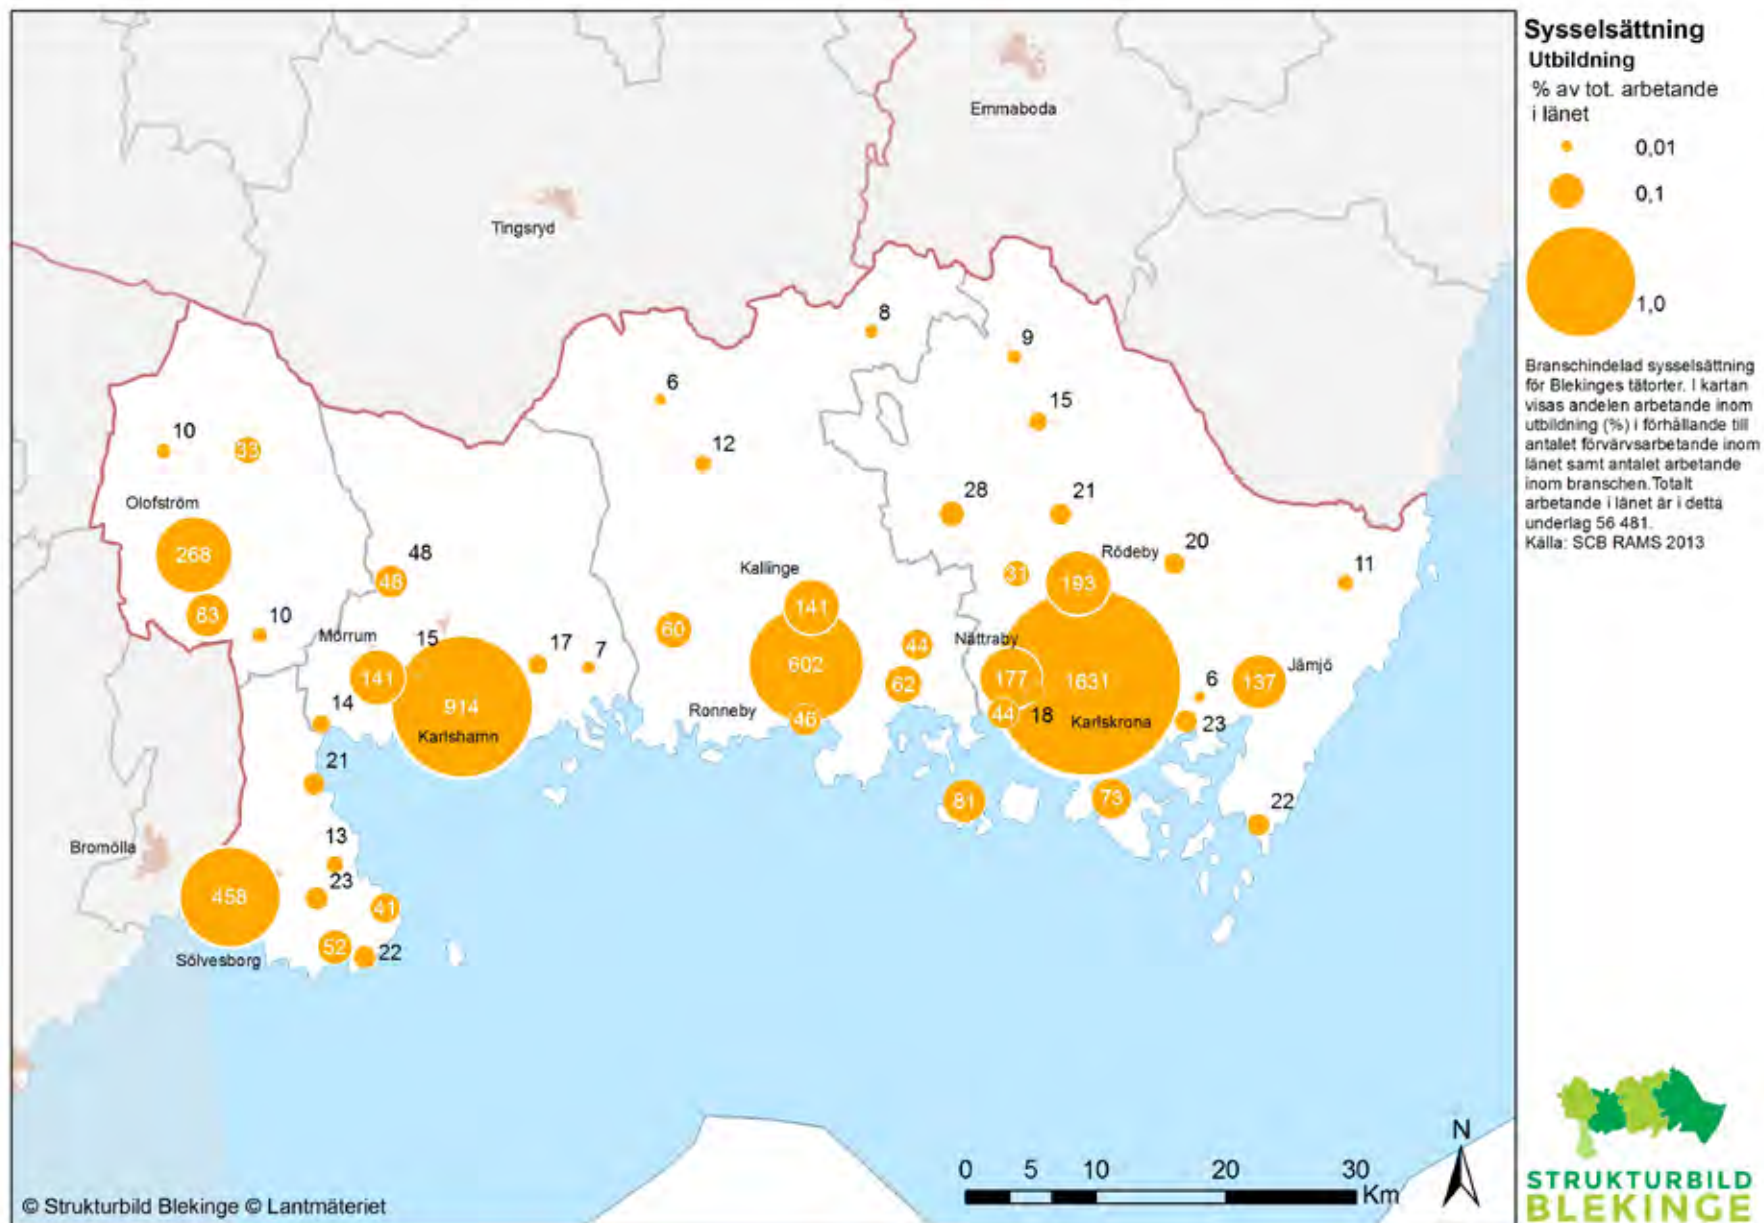 Sysselsättning
Utbildning
% av tot. arbetande
i länet
0,01
0,1
1,0
Branschindelad sysselsättning
för Blekinges tätorter. I kartan
visas andelen arbetande inom
utbildning (%) i förhållande till
antalet förvärvsarbetande inom
länet samt antalet arbetande
inom branschen. Totalt
arbetande i länet är i detta
underlag 56 481.
Källa: SCB RAMS 2013
Emmaboda
Tingsryd
8
9
6
15
10
33
12
Olofström
28
21
268
48
48
Kallinge
Rödeby
20
11
31
193
141
83
10
Mörrum
15
60
17
7
602
44
Nättraby
141
177
1631
62
6
137
Jämjö
14
914
Ronneby
46
44
18
Karlskrona
23
Karlshamn
21
81
73
22
13
Bromölla
23
458
41
52
22
Sölvesborg
N
0 5 10 20 30
Km
© Strukturbild Blekinge © Lantmäteriet
STRUKTURBILD
BLEKINGE